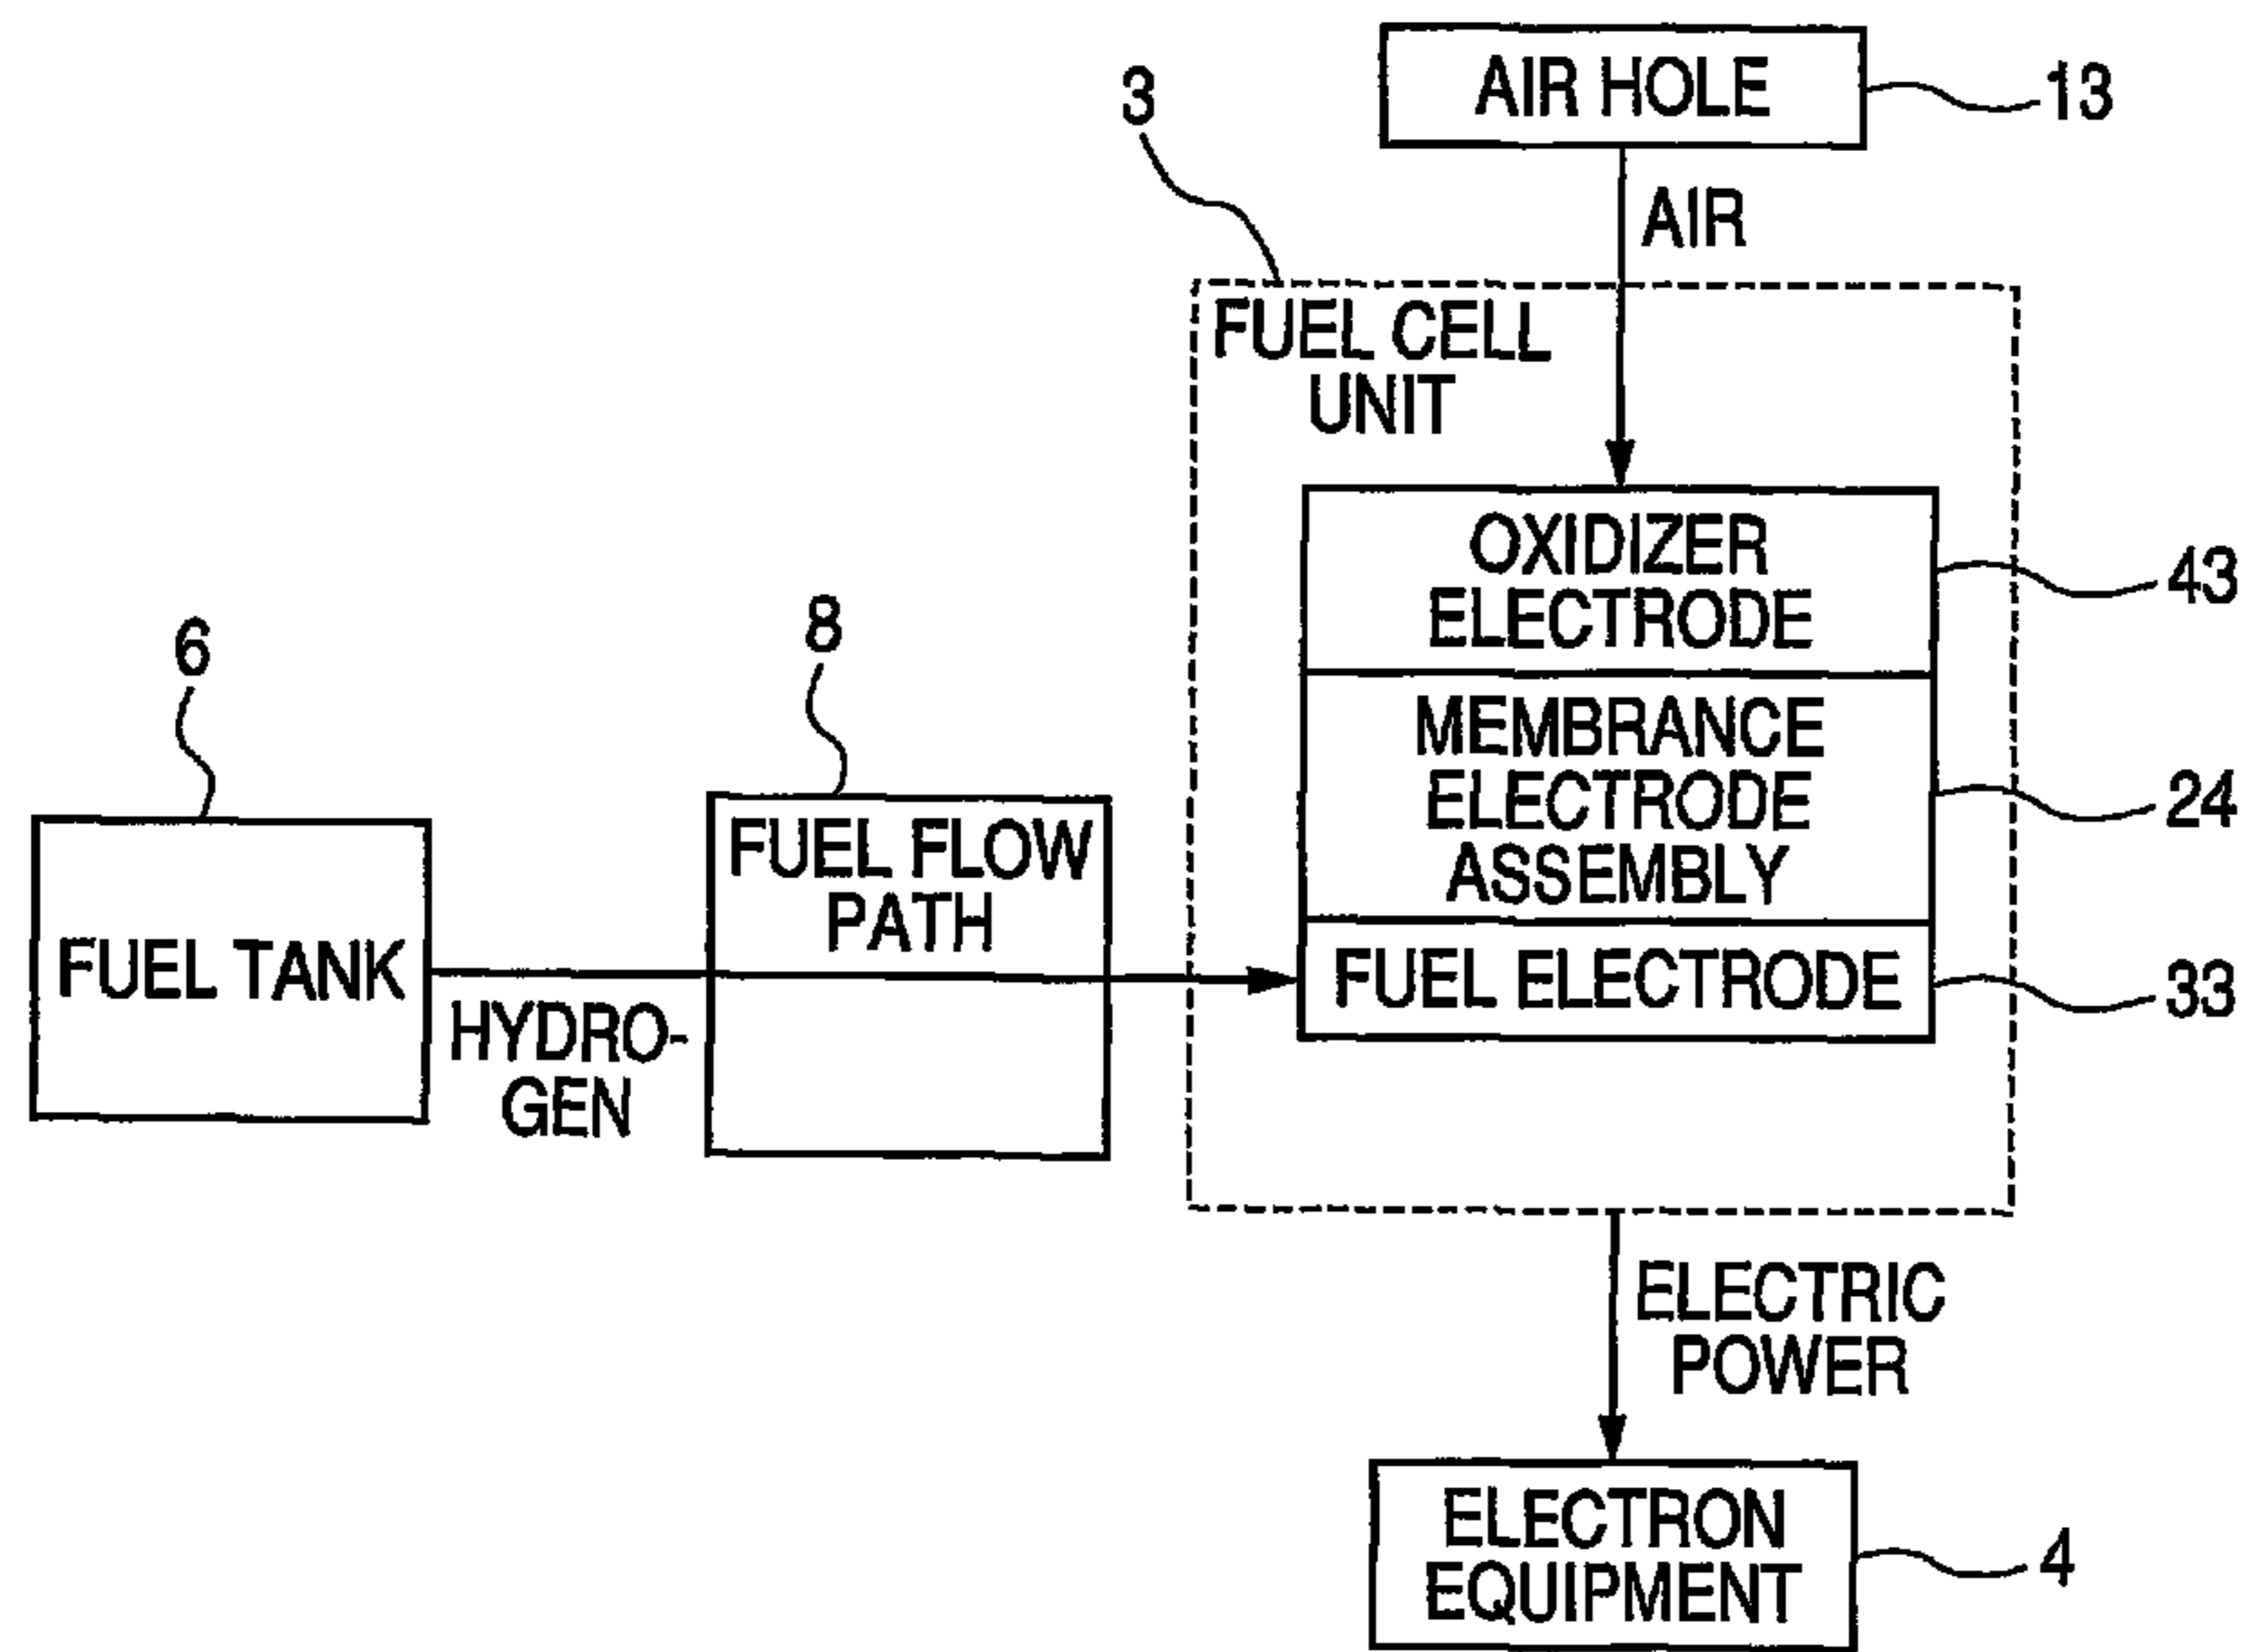 AIR HOLE
13
3
AIR
FUEL CELL
UNIT
OXIDIZER
ELECTRODE
43
MEMBRANCE
ELECTRODE
ASSEMBLY
24
FUEL ELECTRODE
33
6
FUEL TANK
HYDRO-
GEN
8
FUEL FLOW
PATH
ELECTRIC
POWER
ELECTRON
EQUIPMENT
4